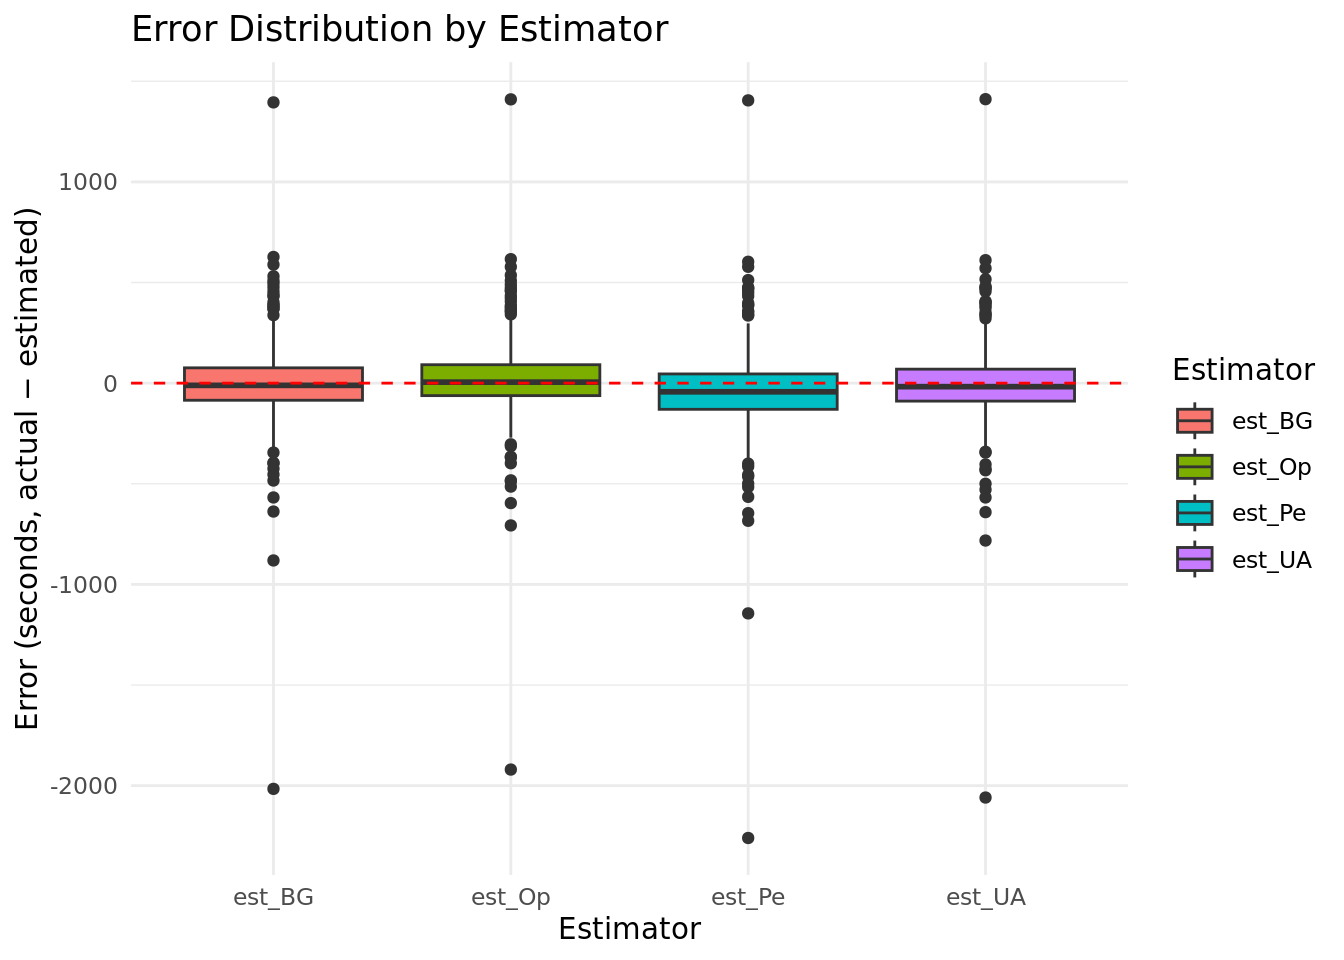 Error Distribution by Estimator
Error (seconds, actual − estimated)
1000
0
-1000
-2000
est_BG
est_Op
est_Pe
est_UA
Estimator
Estimator
est_BG
est_Op
est_Pe
est_UA